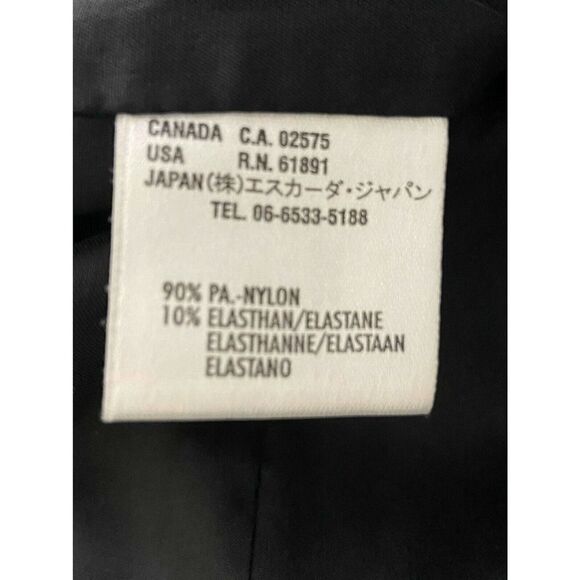 CANADA C.A. 02575
USA R.N. 61891
JAPAN(株)エスカーダ・ジャパン
TEL. 06-6533-5188
90% PA.-NYLON
10% ELASTHAN/ELASTANE
ELASTHANNE/ELASTAAN
ELASTANO